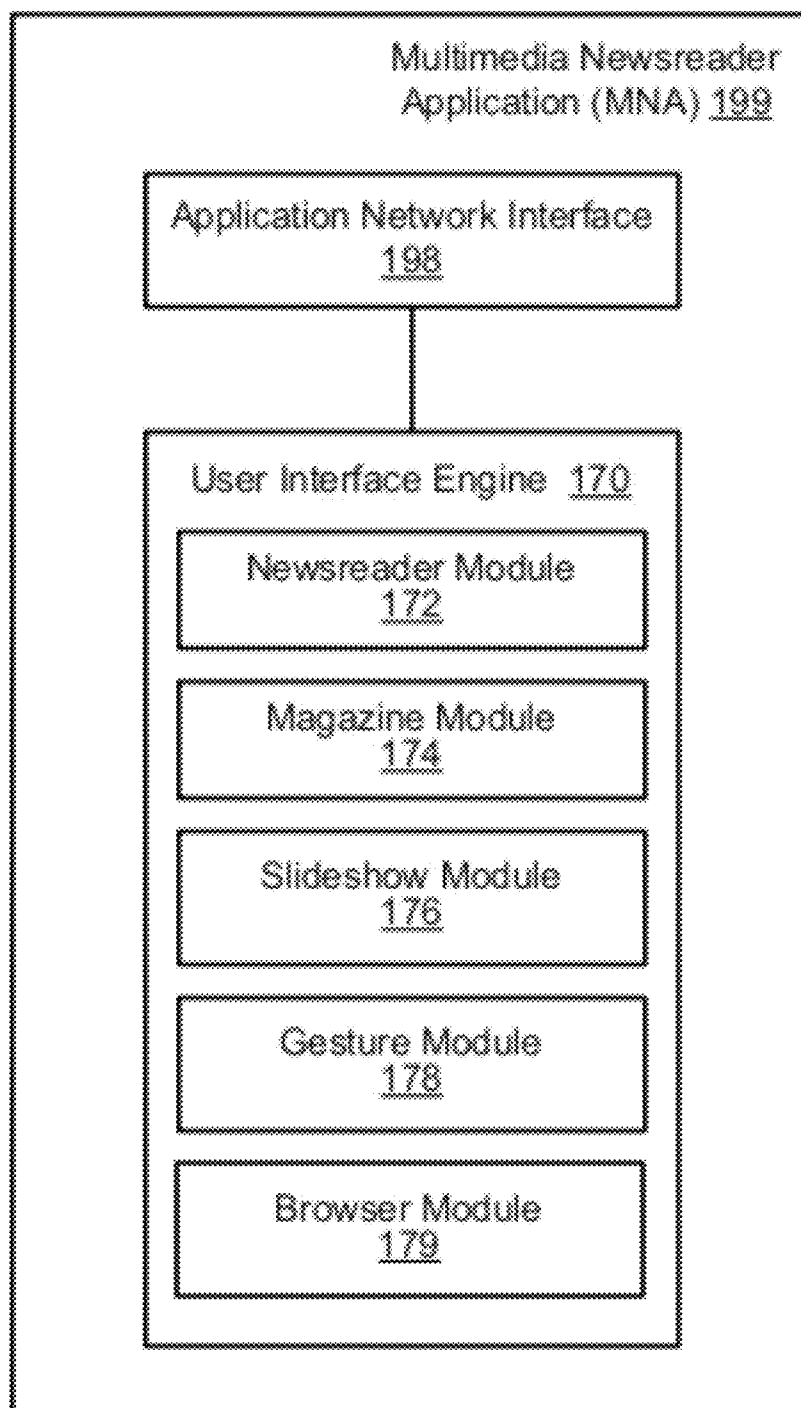 Multimedia Newsreader
Application (MNA) 199
Application Network Interface
198
User Interface Engine 170
Newsreader Module
172
Magazine Module
174
Slideshow Module
176
Gesture Module
178
Browser Module
179